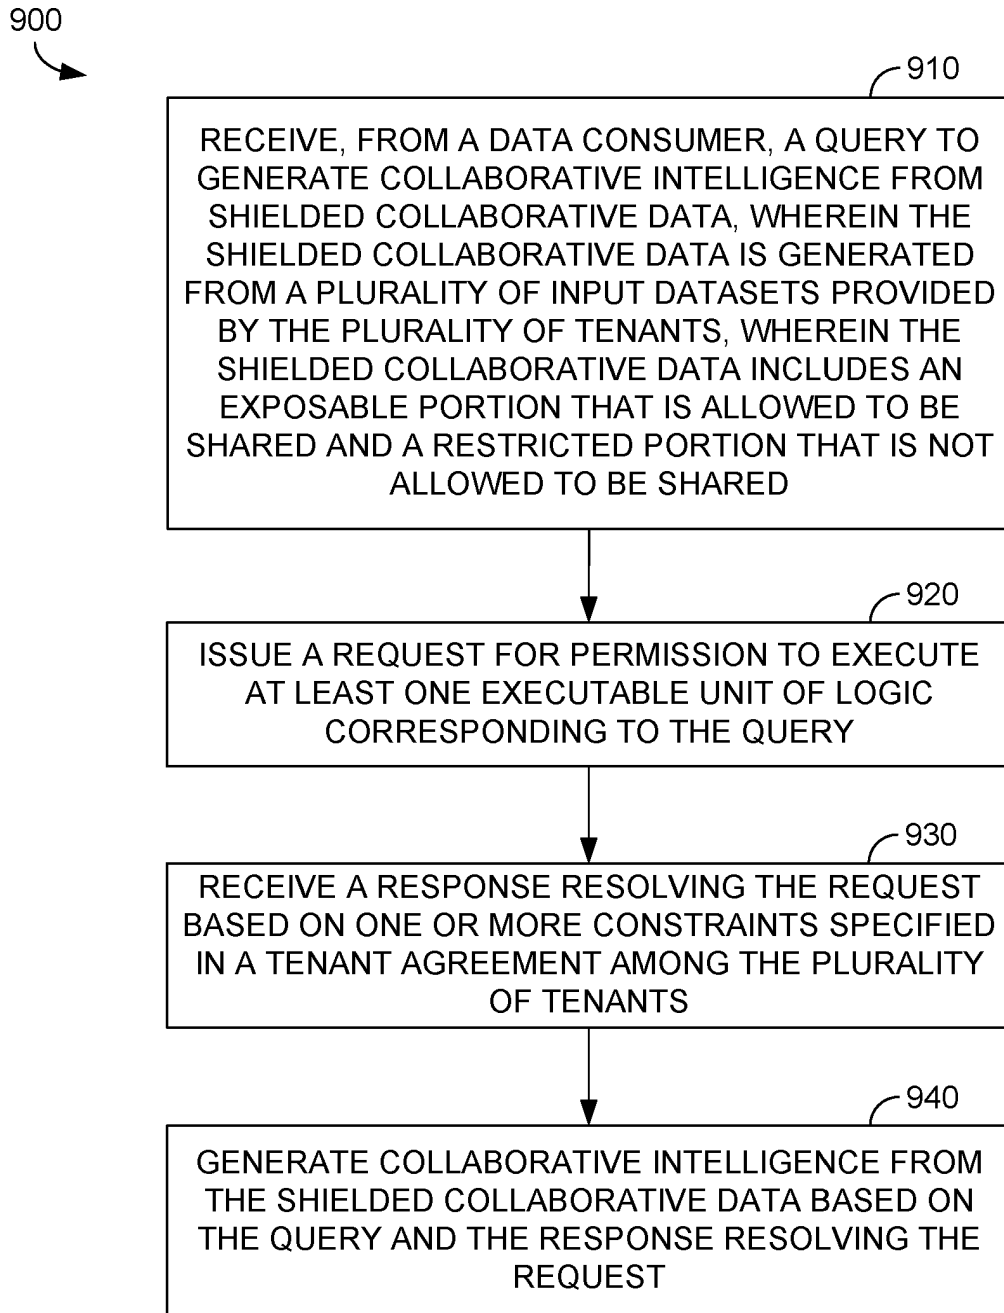 900
910
RECEIVE, FROM A DATA CONSUMER, A QUERY TO
GENERATE COLLABORATIVE INTELLIGENCE FROM
SHIELDED COLLABORATIVE DATA, WHEREIN THE
SHIELDED COLLABORATIVE DATA IS GENERATED
FROM A PLURALITY OF INPUT DATASETS PROVIDED
BY THE PLURALITY OF TENANTS, WHEREIN THE
SHIELDED COLLABORATIVE DATA INCLUDES AN
EXPOSABLE PORTION THAT IS ALLOWED TO BE
SHARED AND A RESTRICTED PORTION THAT IS NOT
ALLOWED TO BE SHARED
920
ISSUE A REQUEST FOR PERMISSION TO EXECUTE
AT LEAST ONE EXECUTABLE UNIT OF LOGIC
CORRESPONDING TO THE QUERY
930
RECEIVE A RESPONSE RESOLVING THE REQUEST
BASED ON ONE OR MORE CONSTRAINTS SPECIFIED
IN A TENANT AGREEMENT AMONG THE PLURALITY
OF TENANTS
940
GENERATE COLLABORATIVE INTELLIGENCE FROM
THE SHIELDED COLLABORATIVE DATA BASED ON
THE QUERY AND THE RESPONSE RESOLVING THE
REQUEST